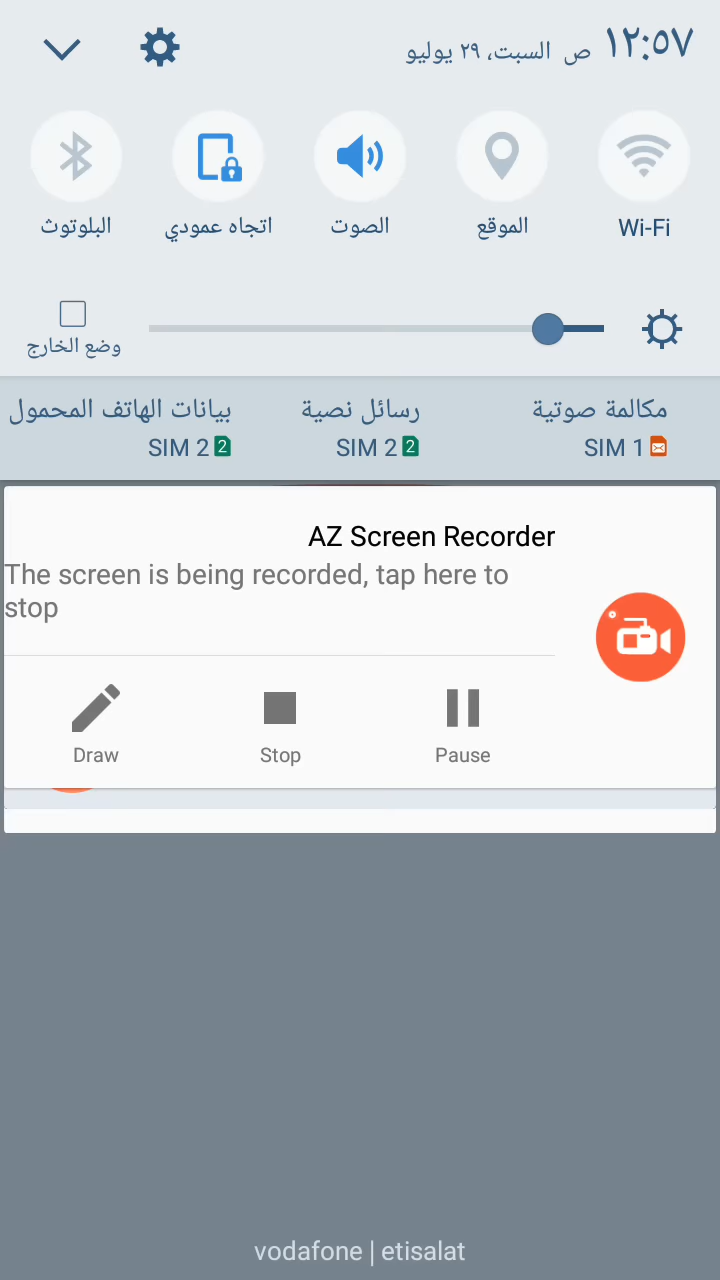 ١٢:٥٧ ص السبت، ٢٩ يوليو
Wi-Fi
الموقع
الصوت
اتجاه عمودي
البلوتوث
وضع الخارج
مكالمة صوتية
SIM 1
رسائل نصية
SIM 2 2
بيانات الهاتف المحمول
SIM 2 2
AZ Screen Recorder
The screen is being recorded, tap here to
stop
Draw
Stop
Pause
vodafone | etisalat